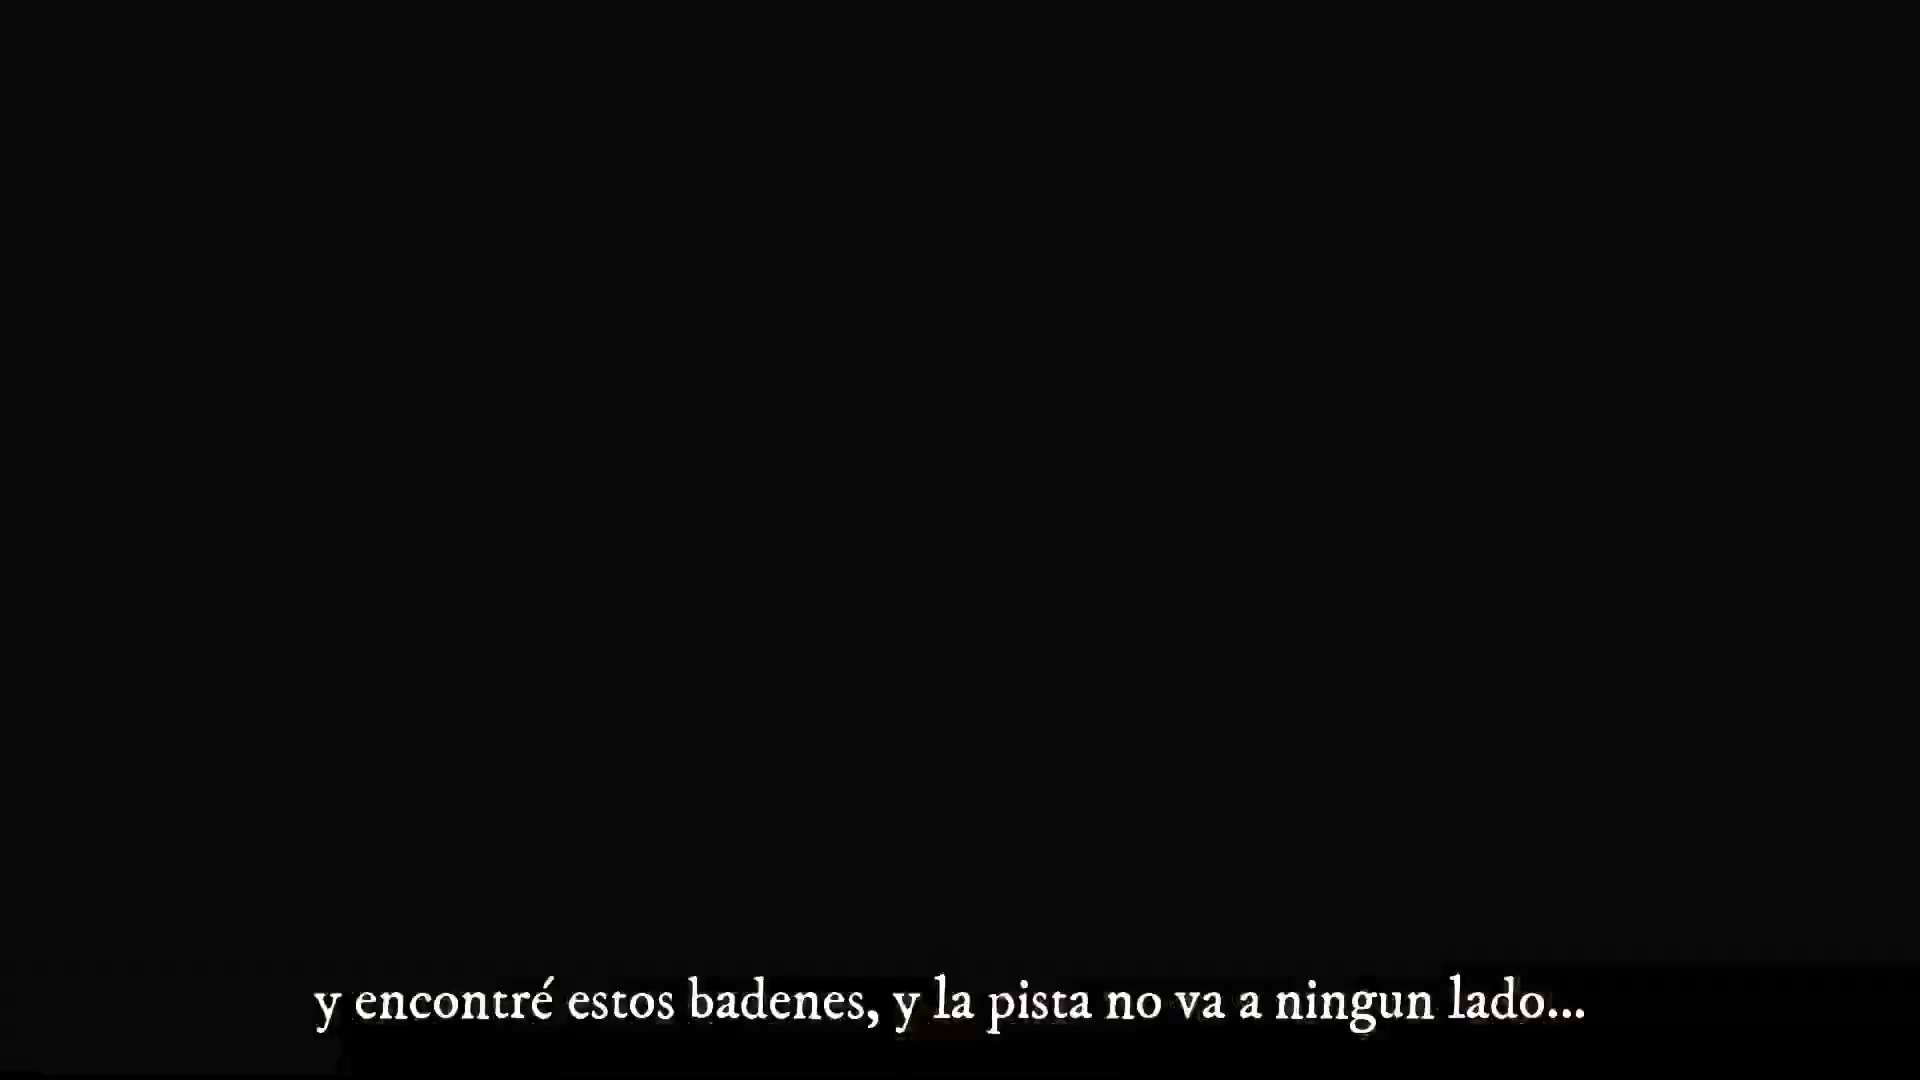 y encontré estos badenes, y la pista no va a ningun lado...